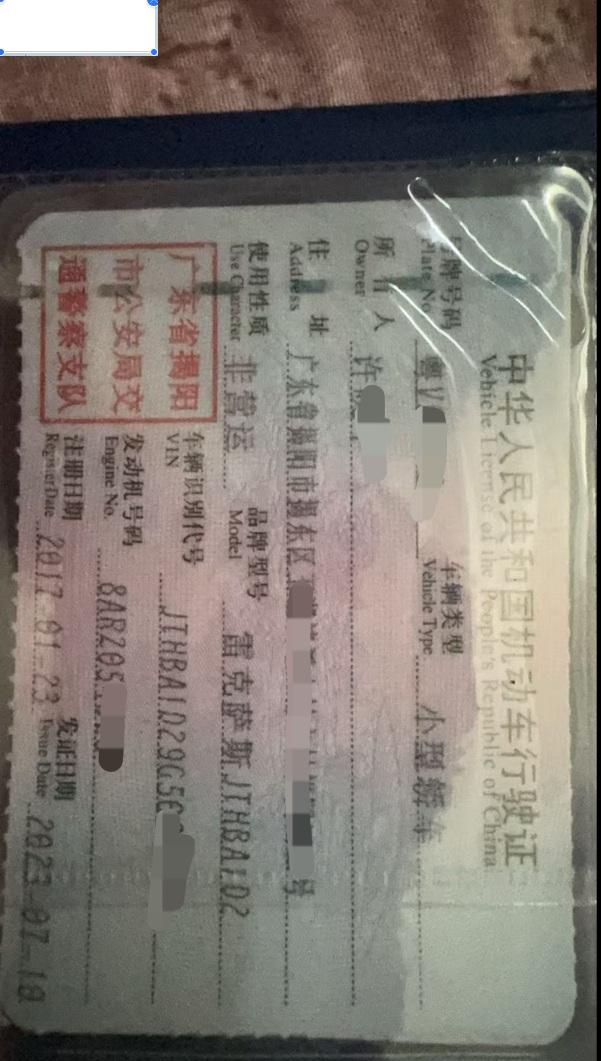 中华人民共和国机动车行驶证
Vehicle License of the People's Republic of China
号牌号码 粤V 车辆类型 小型轿车
Plate No. Vehicle Type
所有人 许
Owner
住址 广东省揭阳市揭东区 号
Address
使用性质 非营运 品牌型号 雷克萨斯JTHBA1D2
Use Character Model
广东省揭阳
市公安局交
通警察支队
车辆识别代号 JTHBA1D29G5
VIN
发动机号码 8ARZ05
Engine No.
注册日期 2017-01-23 发证日期 2023-07-18
Register Date Issue Date